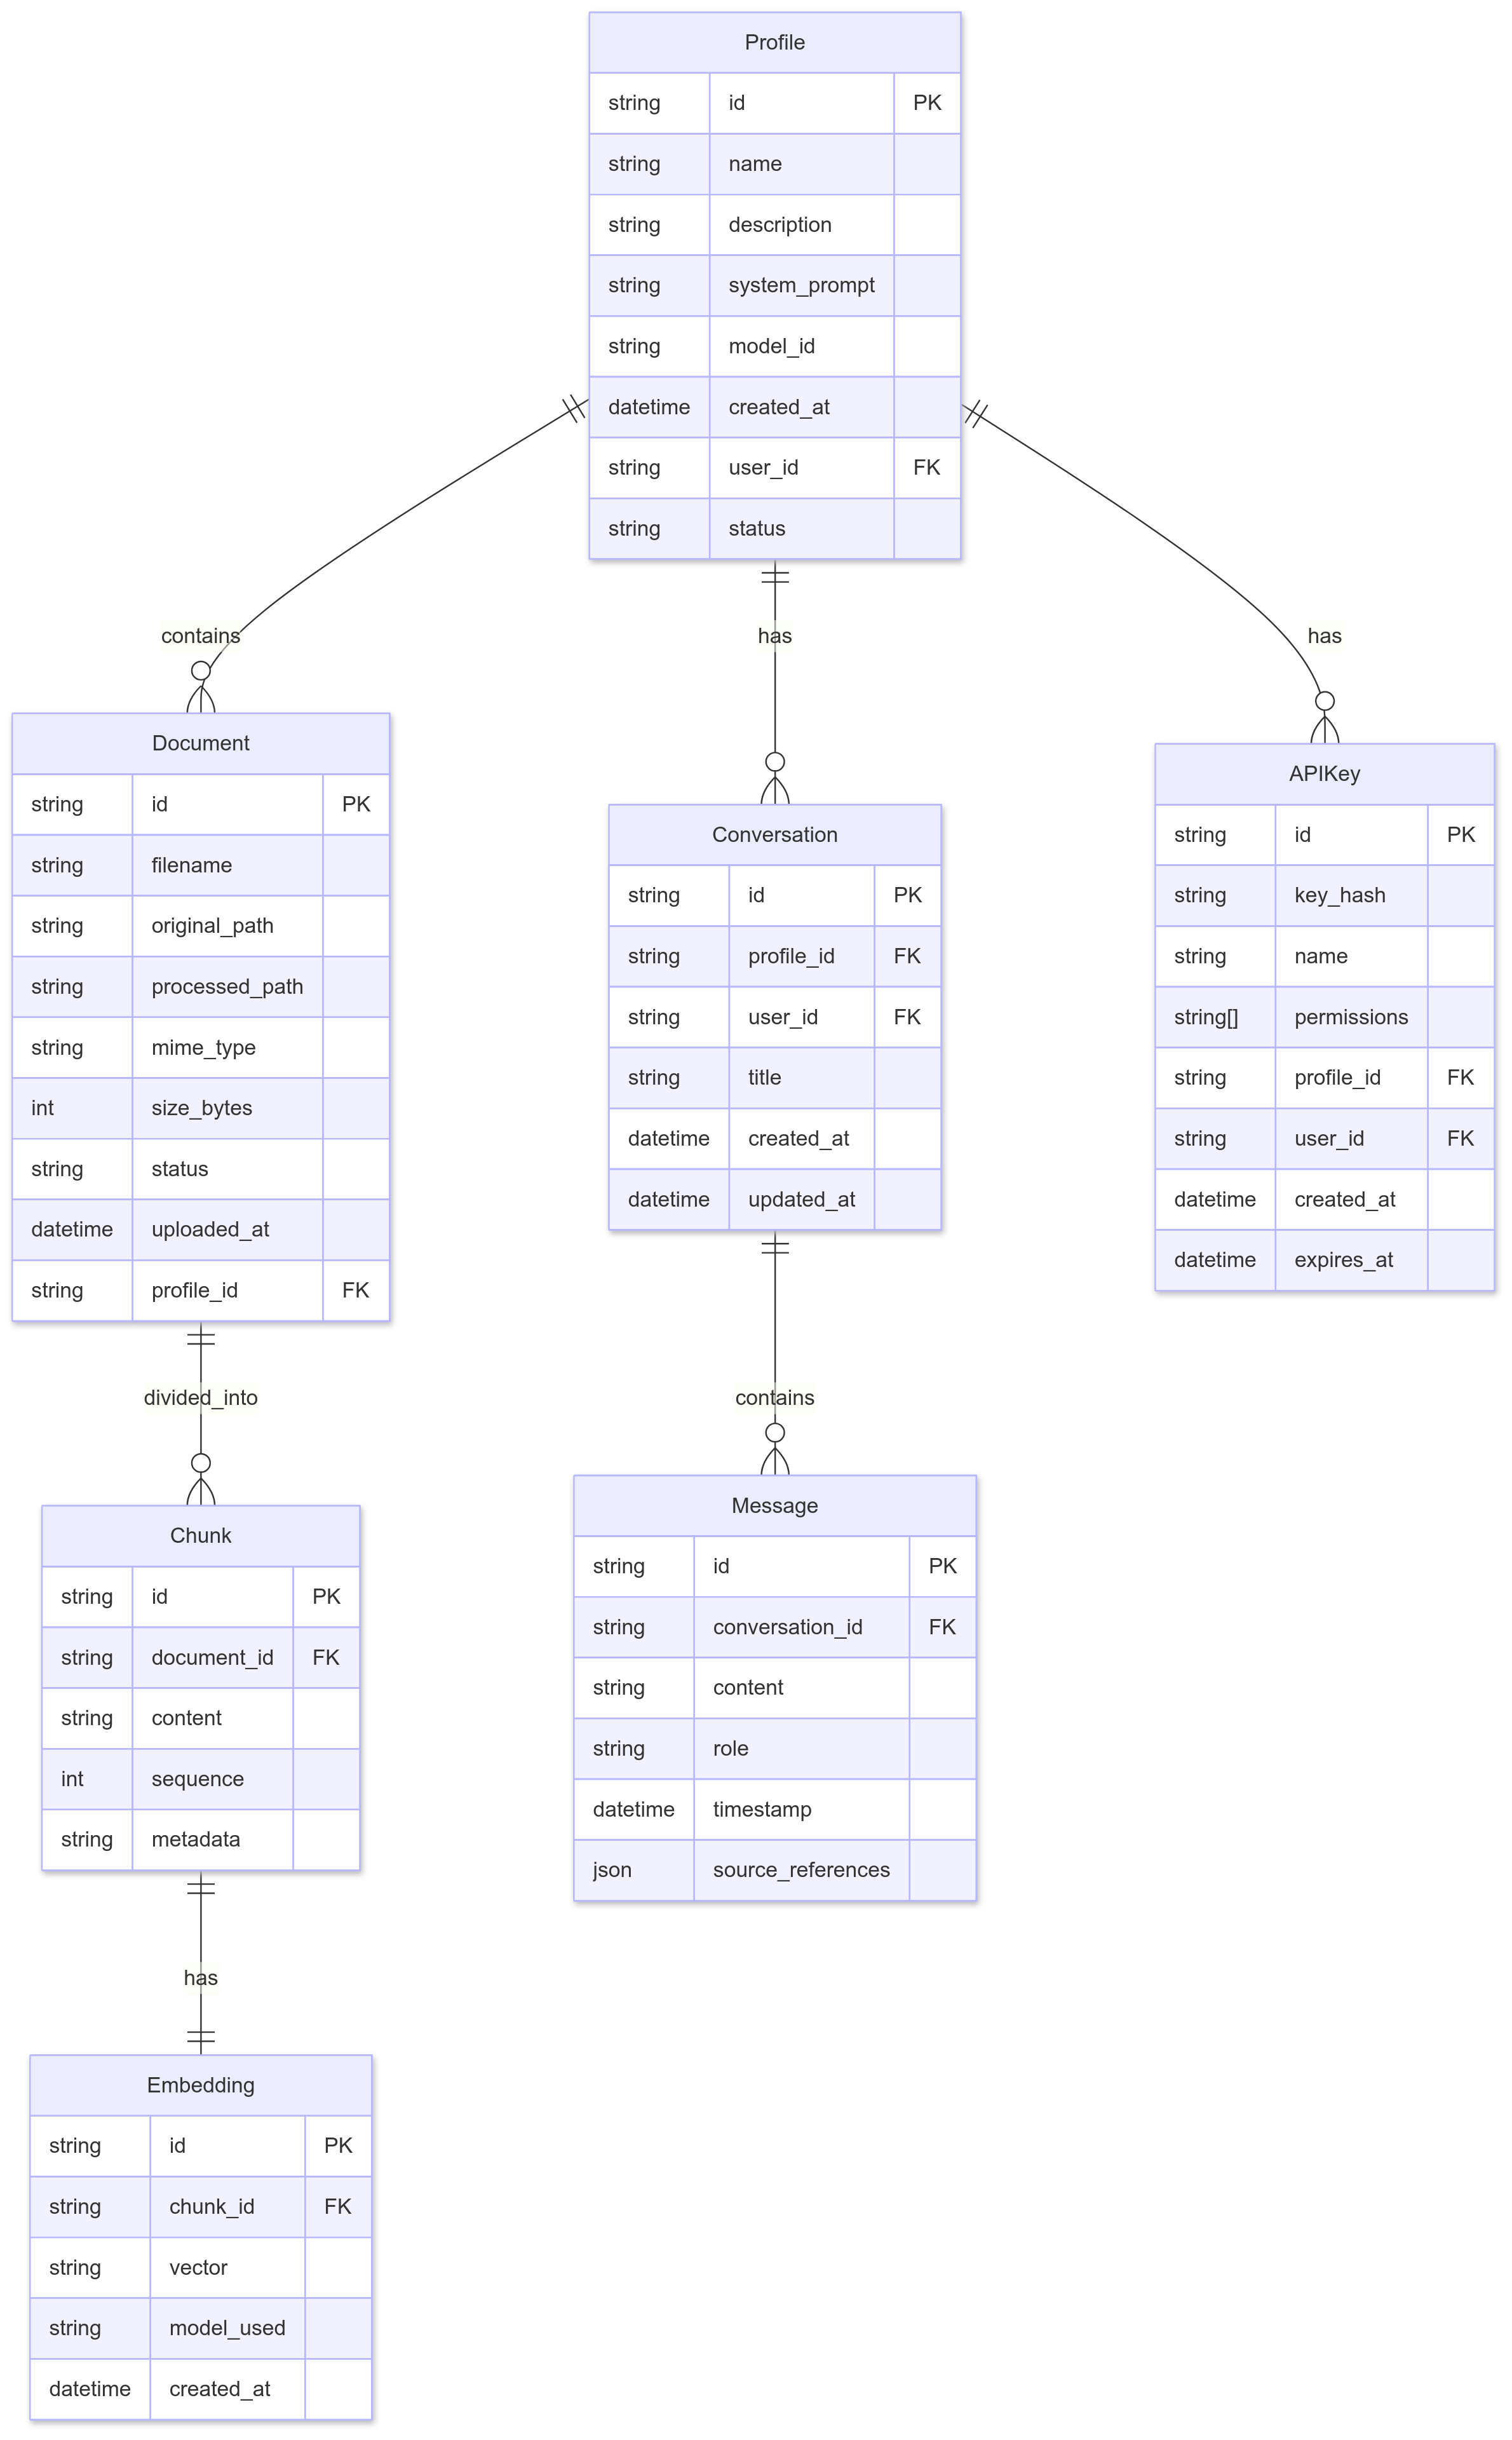 Profile
string id PK
string name
string description
string system_prompt
string model_id
datetime created_at
string user_id FK
string status
contains
has
has
Document
string id PK
string filename
string original_path
string processed_path
string mime_type
int size_bytes
string status
datetime uploaded_at
string profile_id FK
Conversation
string id PK
string profile_id FK
string user_id FK
string title
datetime created_at
datetime updated_at
APIKey
string id PK
string key_hash
string name
string[] permissions
string profile_id FK
string user_id FK
datetime created_at
datetime expires_at
divided_into
contains
Chunk
string id PK
string document_id FK
string content
int sequence
string metadata
Message
string id PK
string conversation_id FK
string content
string role
datetime timestamp
json source_references
has
Embedding
string id PK
string chunk_id FK
string vector
string model_used
datetime created_at